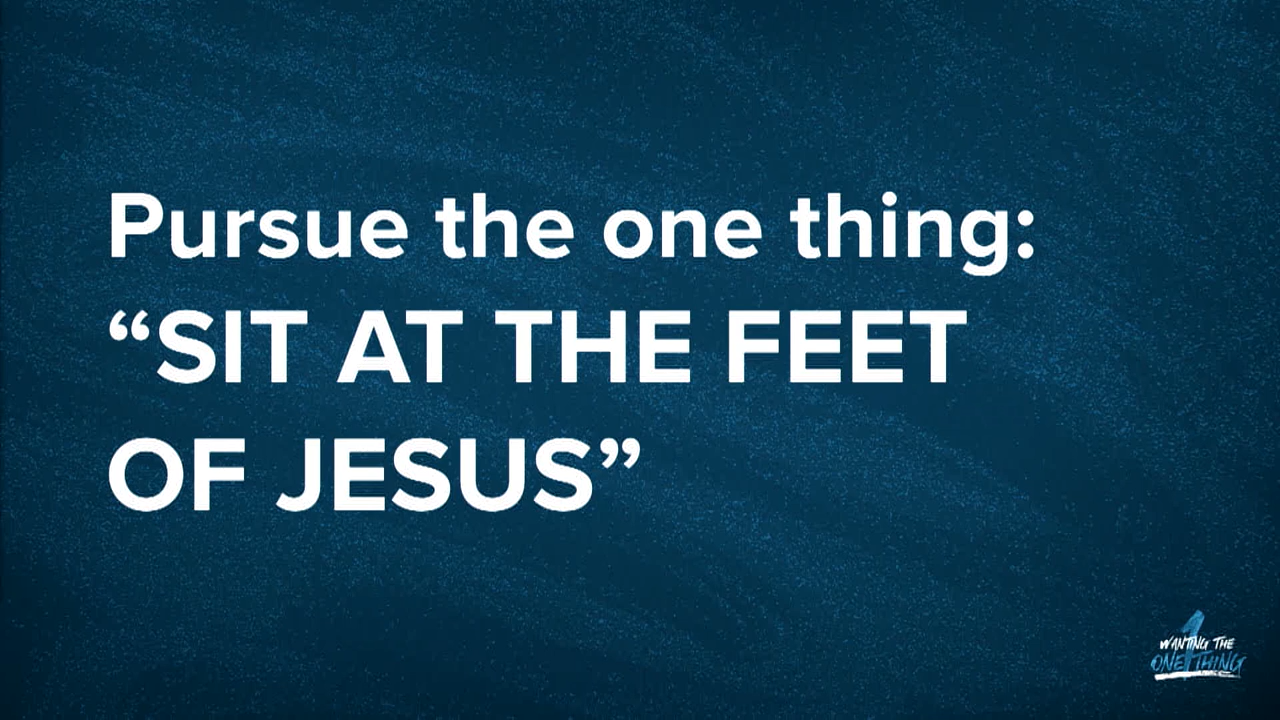 Pursue the one thing:
“SIT AT THE FEET
OF JESUS”
WANTING THE
ONE THING